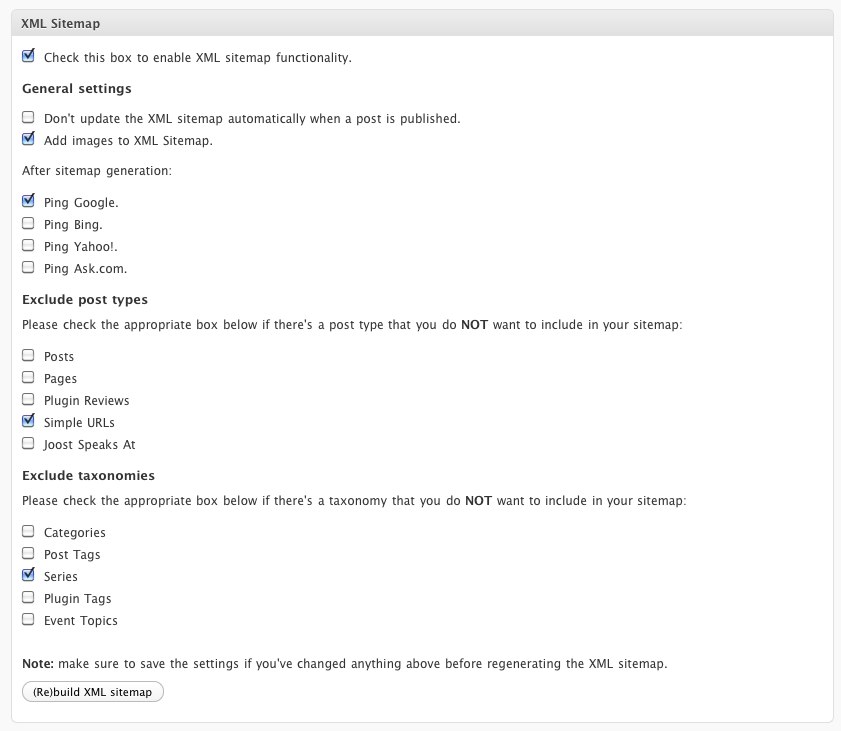 XML Sitemap
Check this box to enable XML sitemap functionality.
General settings
Don't update the XML sitemap automatically when a post is published.
Add images to XML Sitemap.
After sitemap generation:
Ping Google.
Ping Bing.
Ping Yahoo!.
Ping Ask.com.
Exclude post types
Please check the appropriate box below if there's a post type that you do NOT want to include in your sitemap:
Posts
Pages
Plugin Reviews
Simple URLs
Joost Speaks At
Exclude taxonomies
Please check the appropriate box below if there's a taxonomy that you do NOT want to include in your sitemap:
Categories
Post Tags
Series
Plugin Tags
Event Topics
Note: make sure to save the settings if you've changed anything above before regenerating the XML sitemap.
(Re)build XML sitemap